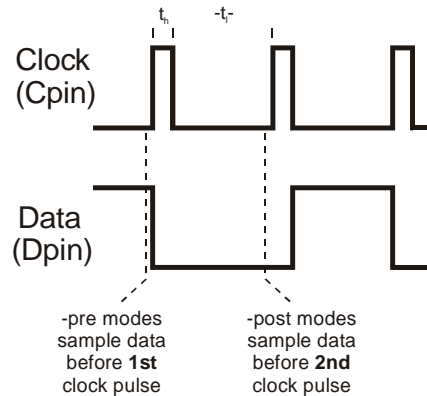 tₕ -tₗ-
Clock
(Cpin)
Data
(Dpin)
-pre modes
sample data
before 1st
clock pulse
-post modes
sample data
before 2nd
clock pulse